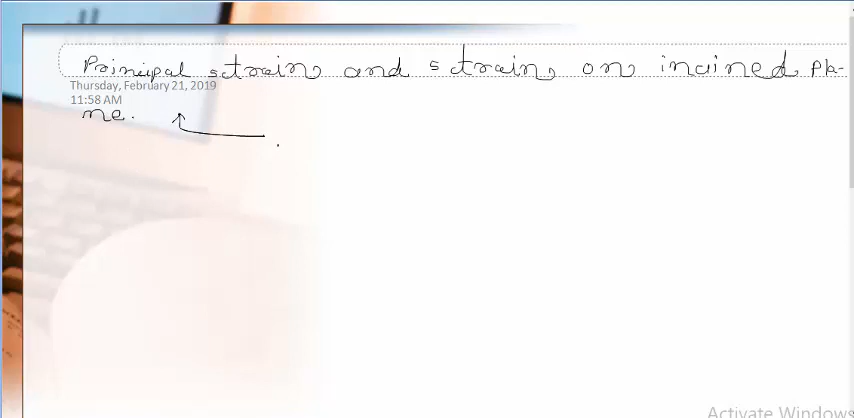 Principal strain and strain on incined pla-
Thursday, February 21, 2019
11:58 AM
ne.
Activate Windows